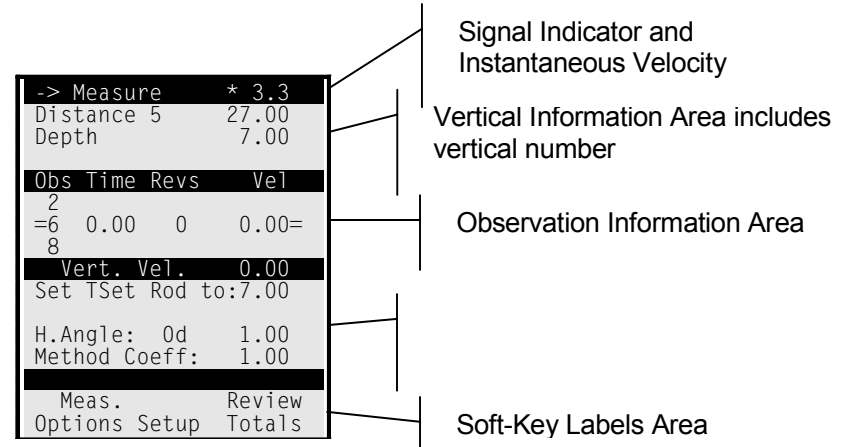 -> Measure * 3.3
Distance 5 27.00
Depth 7.00
Obs Time Revs Vel
2
=6 0.00 0 0.00=
8
Vert. Vel. 0.00
Set TSet Rod to:7.00
H.Angle: 0d 1.00
Method Coeff: 1.00
Meas. Review
Options Setup Totals
Signal Indicator and
Instantaneous Velocity
Vertical Information Area includes
vertical number
Observation Information Area
Soft-Key Labels Area